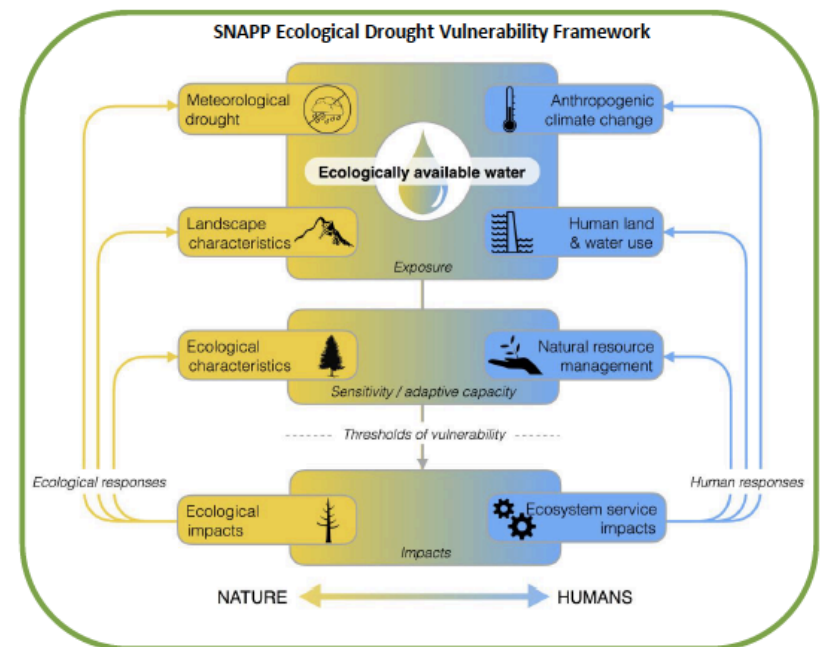 SNAPP Ecological Drought Vulnerability Framework
Meteorological
drought
Anthropogenic
climate change
Ecologically available water
Landscape
characteristics
Human land
& water use
Exposure
Ecological
characteristics
Natural resource
management
Sensitivity / adaptive capacity
Thresholds of vulnerability
Ecological responses
Human responses
Ecological
impacts
Ecosystem service
impacts
Impacts
NATURE
HUMANS